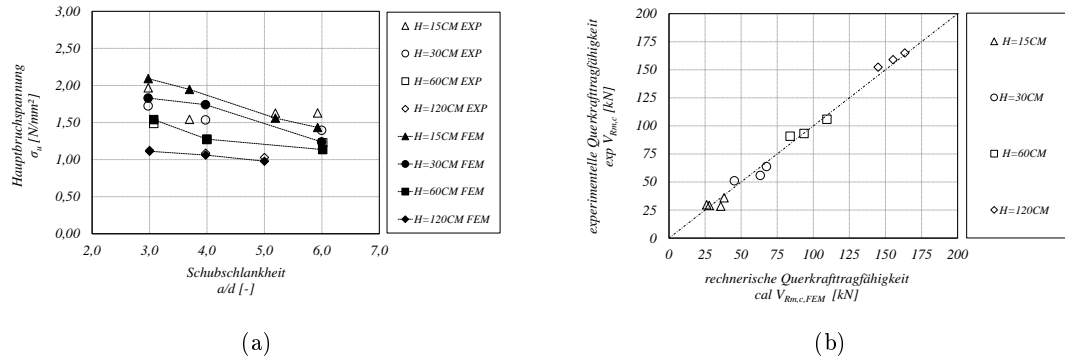 3,00
2,50
2,00
1,50
1,00
0,50
0,00
2,0
3,0
4,0
5,0
6,0
7,0
Hauptbruchspannung
σu [N/mm²]
Schubschlankheit
a/d [-]
H=15CM EXP
H=30CM EXP
H=60CM EXP
H=120CM EXP
H=15CM FEM
H=30CM FEM
H=60CM FEM
H=120CM FEM
(a)
200
175
150
125
100
75
50
25
0
0
25
50
75
100
125
150
175
200
experimentelle Querkrafttragfähigkeit
exp VRm,c [kN]
rechnerische Querkrafttragfähigkeit
cal VRm,c,FEM [kN]
H=15CM
H=30CM
H=60CM
H=120CM
(b)